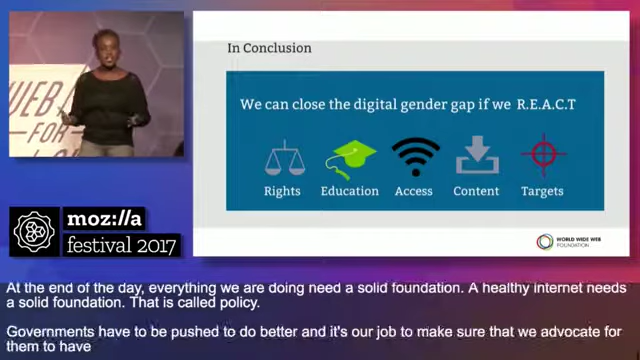 WEB
FOR
In Conclusion
We can close the digital gender gap if we R.E.A.C.T
Rights Education Access Content Targets
moz://a
festival 2017
WORLD WIDE WEB
FOUNDATION
At the end of the day, everything we are doing need a solid foundation. A healthy internet needs
a solid foundation. That is called policy.
Governments have to be pushed to do better and it's our job to make sure that we advocate for
them to have